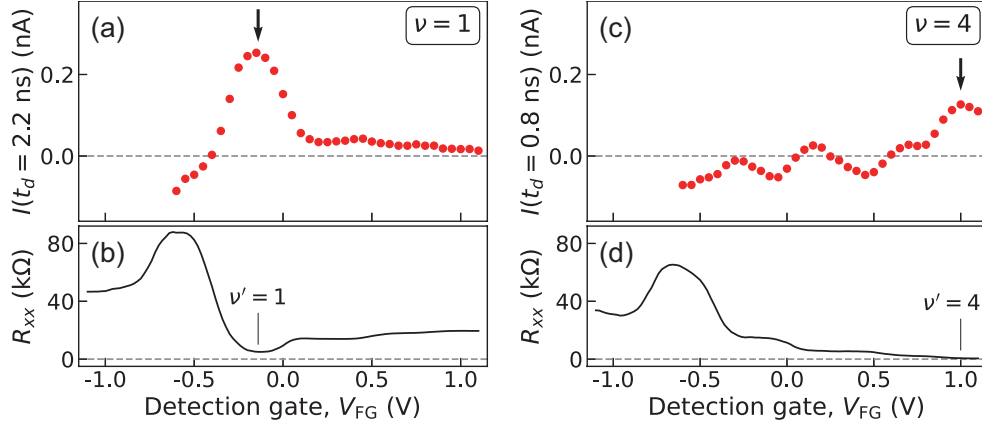 (a)
ν = 1
I(t_d = 2.2 ns) (nA)
0.2
0.0
(b)
ν′ = 1
R_xx (kΩ)
80
40
0
-1.0 -0.5 0.0 0.5 1.0
Detection gate, V_FG (V)
(c)
ν = 4
I(t_d = 0.8 ns) (nA)
0.2
0.0
(d)
ν′ = 4
R_xx (kΩ)
80
40
0
-1.0 -0.5 0.0 0.5 1.0
Detection gate, V_FG (V)